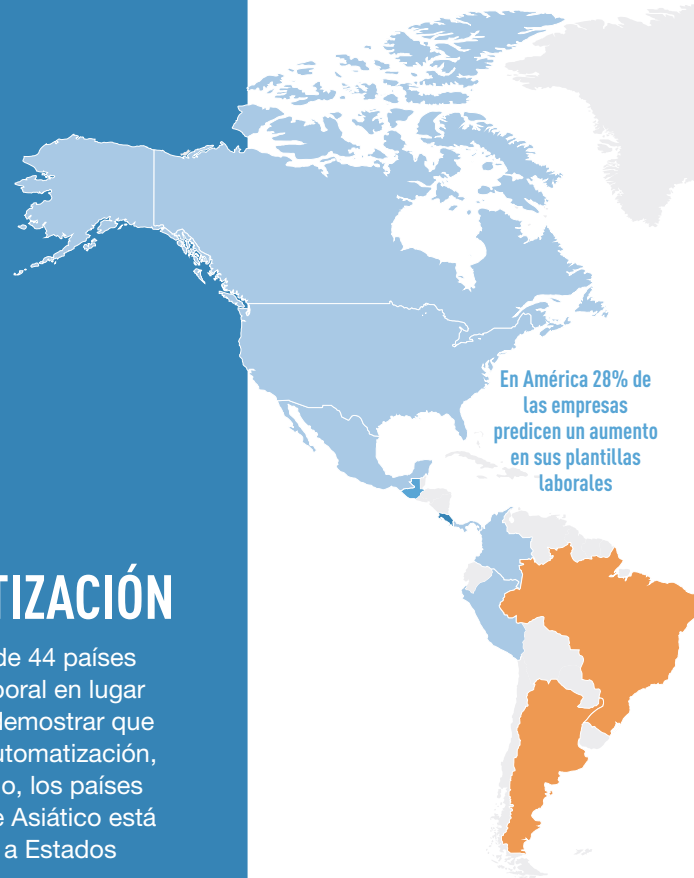 En América 28% de
las empresas
predicen un aumento
en sus plantillas
laborales
TIZACIÓN
de 44 países
poral en lugar
demostrar que
utomatización,
o, los países
e Asiático está
a Estados